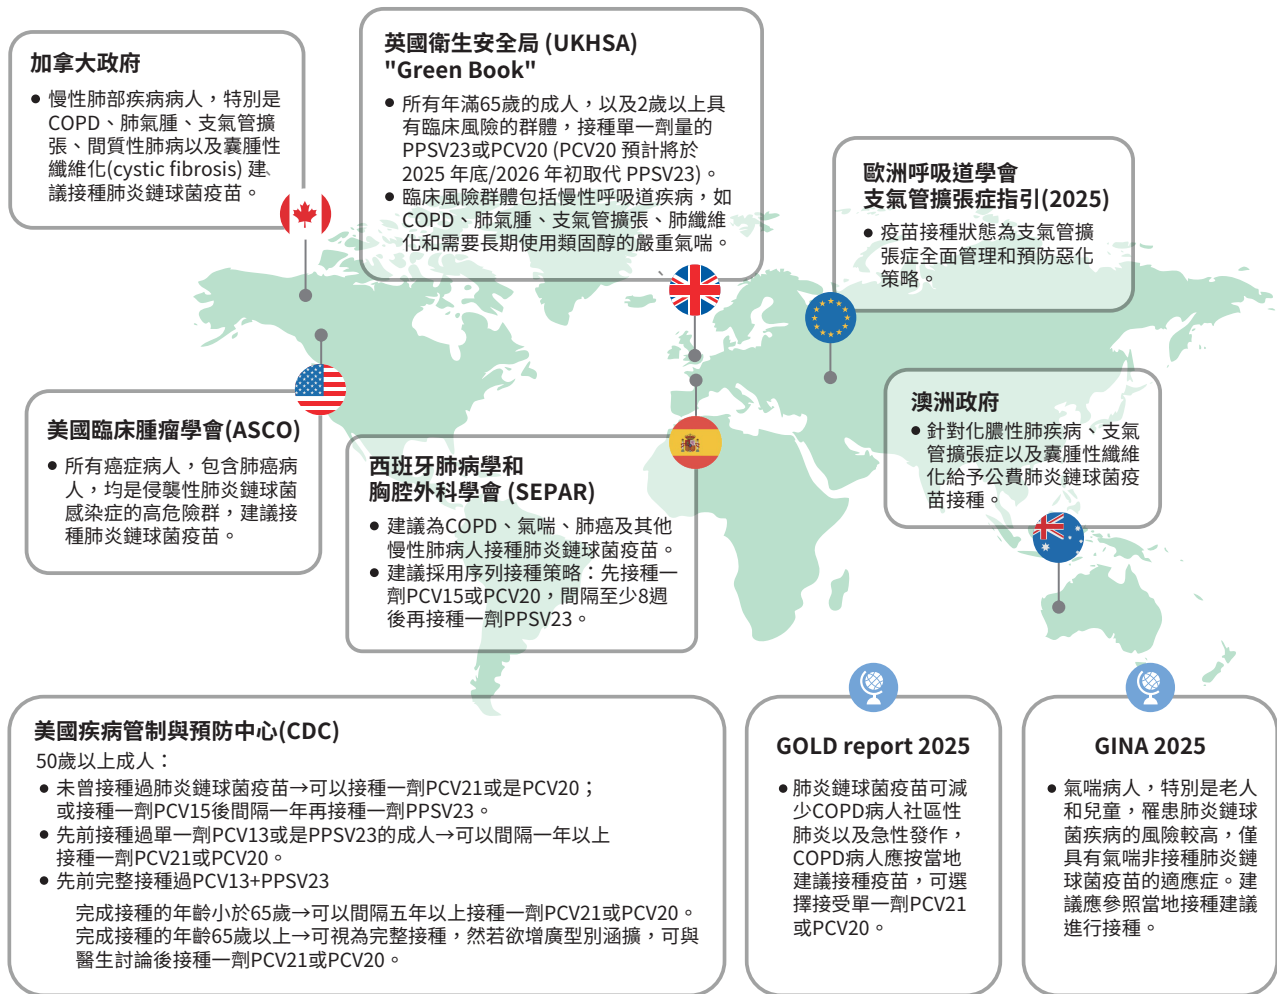 加拿大政府
● 慢性肺部疾病病人，特別是
COPD、肺氣腫、支氣管擴
張、間質性肺病以及囊腫性
纖維化(cystic fibrosis) 建
議接種肺炎鏈球菌疫苗。
英國衛生安全局 (UKHSA)
"Green Book"
● 所有年滿65歲的成人，以及2歲以上具
有臨床風險的群體，接種單一劑量的
PPSV23或PCV20 (PCV20 預計將於
2025 年底/2026 年初取代 PPSV23)。
● 臨床風險群體包括慢性呼吸道疾病，如
COPD、肺氣腫、支氣管擴張、肺纖維
化和需要長期使用類固醇的嚴重氣喘。
、
歐洲呼吸道學會
支氣管擴張症指引(2025)
● 疫苗接種狀態為支氣管擴
張症全面管理和預防惡化
策略。
美國臨床腫瘤學會(ASCO)
● 所有癌症病人，包含肺癌病
人，均是侵襲性肺炎鏈球菌
感染症的高危險群，建議接
種肺炎鏈球菌疫苗。
西班牙肺病學和
胸腔外科學會 (SEPAR)
● 建議為COPD、氣喘、肺癌及其他
慢性肺病人接種肺炎鏈球菌疫苗。
● 建議採用序列接種策略：先接種一
劑PCV15或PCV20，間隔至少8週
後再接種一劑PPSV23。
澳洲政府
● 針對化膿性肺疾病、支氣
管擴張症以及囊腫性纖維
化給予公費肺炎鏈球菌疫
苗接種。
美國疾病管制與預防中心(CDC)
50歲以上成人：
● 未曾接種過肺炎鏈球菌疫苗→可以接種一劑PCV21或是PCV20；
或接種一劑PCV15後間隔一年再接種一劑PPSV23。
● 先前接種過單一劑PCV13或是PPSV23的成人→可以間隔一年以上
接種一劑PCV21或PCV20。
● 先前完整接種過PCV13+PPSV23
完成接種的年齡小於65歲→可以間隔五年以上接種一劑PCV21或PCV20。
完成接種的年齡65歲以上→可視為完整接種，然若欲增廣型別涵擴，可與
醫生討論後接種一劑PCV21或PCV20。
GOLD report 2025
● 肺炎鏈球菌疫苗可減
少COPD病人社區性
肺炎以及急性發作，
COPD病人應按當地
建議接種疫苗，可選
擇接受單一劑PCV21
或PCV20。
GINA 2025
● 氣喘病人，特別是老人
和兒童，罹患肺炎鏈球
菌疾病的風險較高，僅
具有氣喘非接種肺炎鏈
球菌疫苗的適應症。建
議應參照當地接種建議
進行接種。